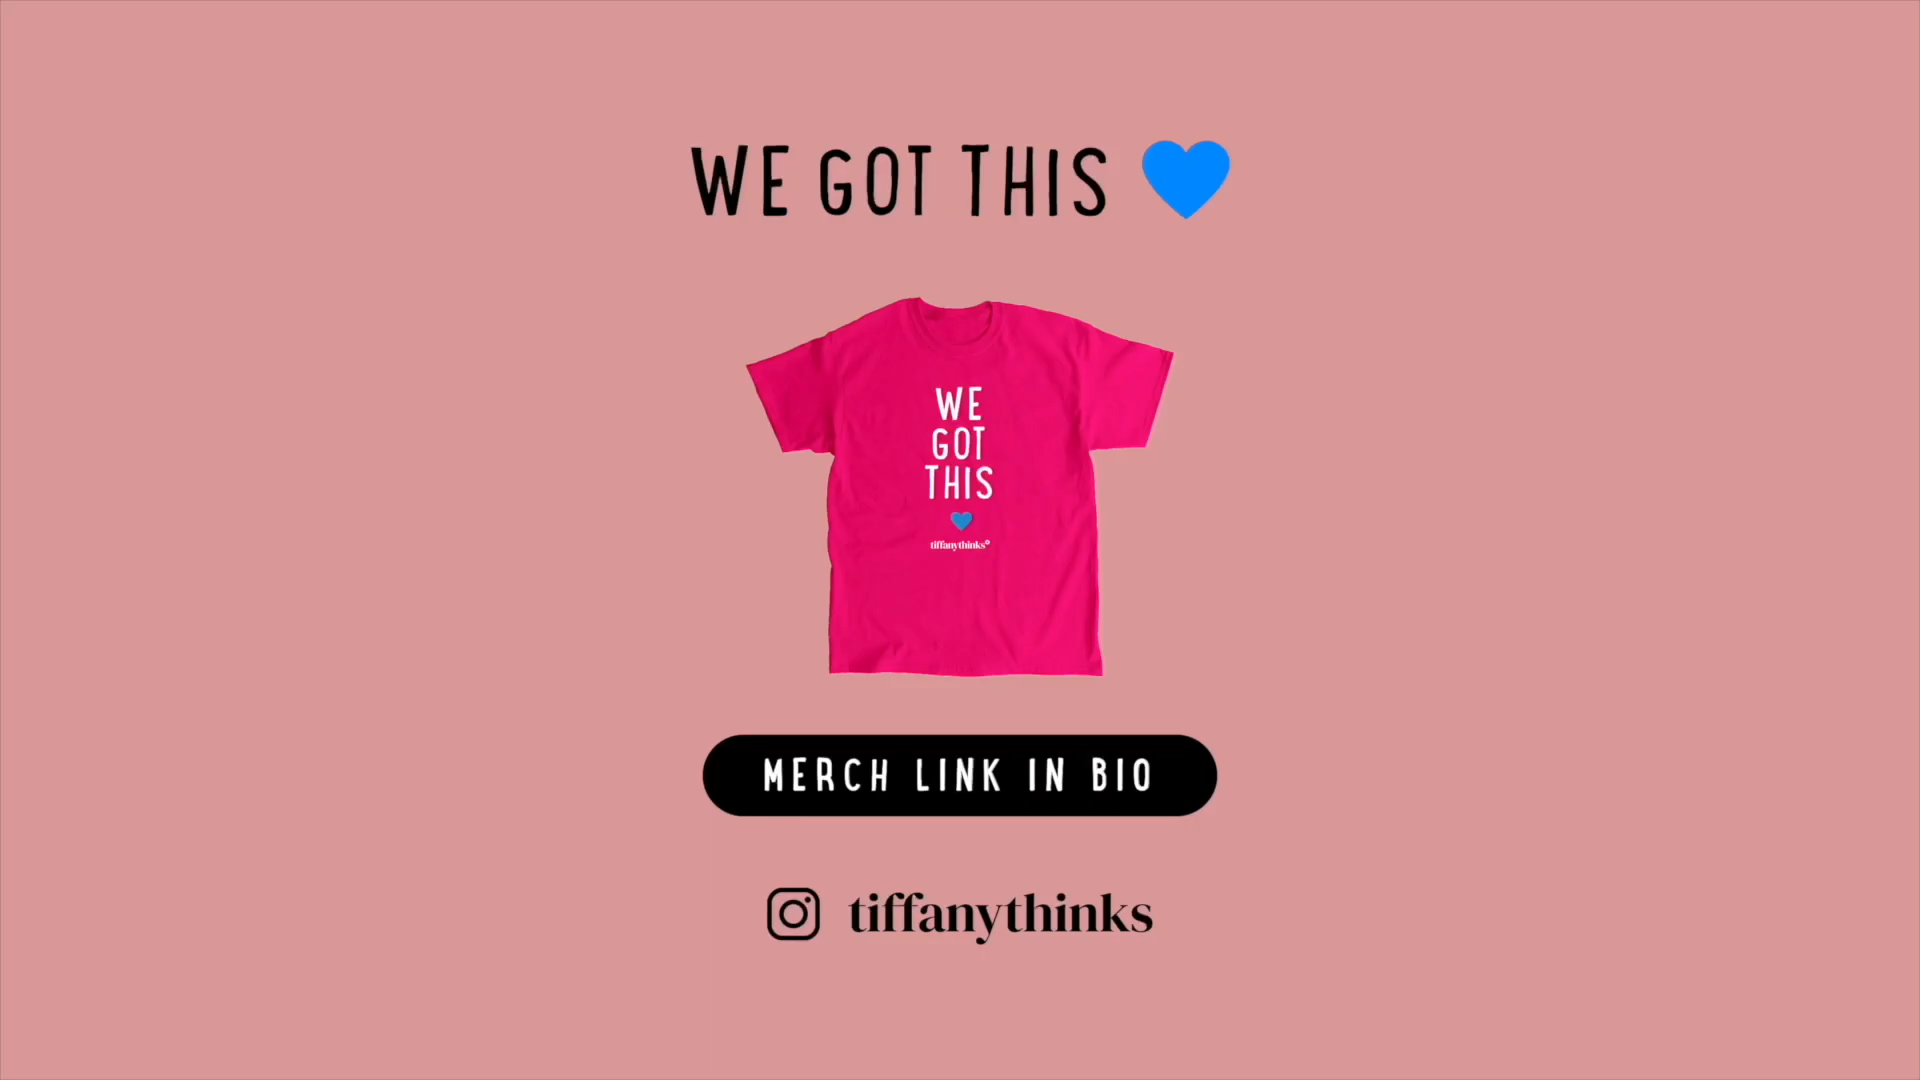 WE GOT THIS 💙
WE
GOT
THIS
💙
tiffanythinks
MERCH LINK IN BIO
tiffanythinks